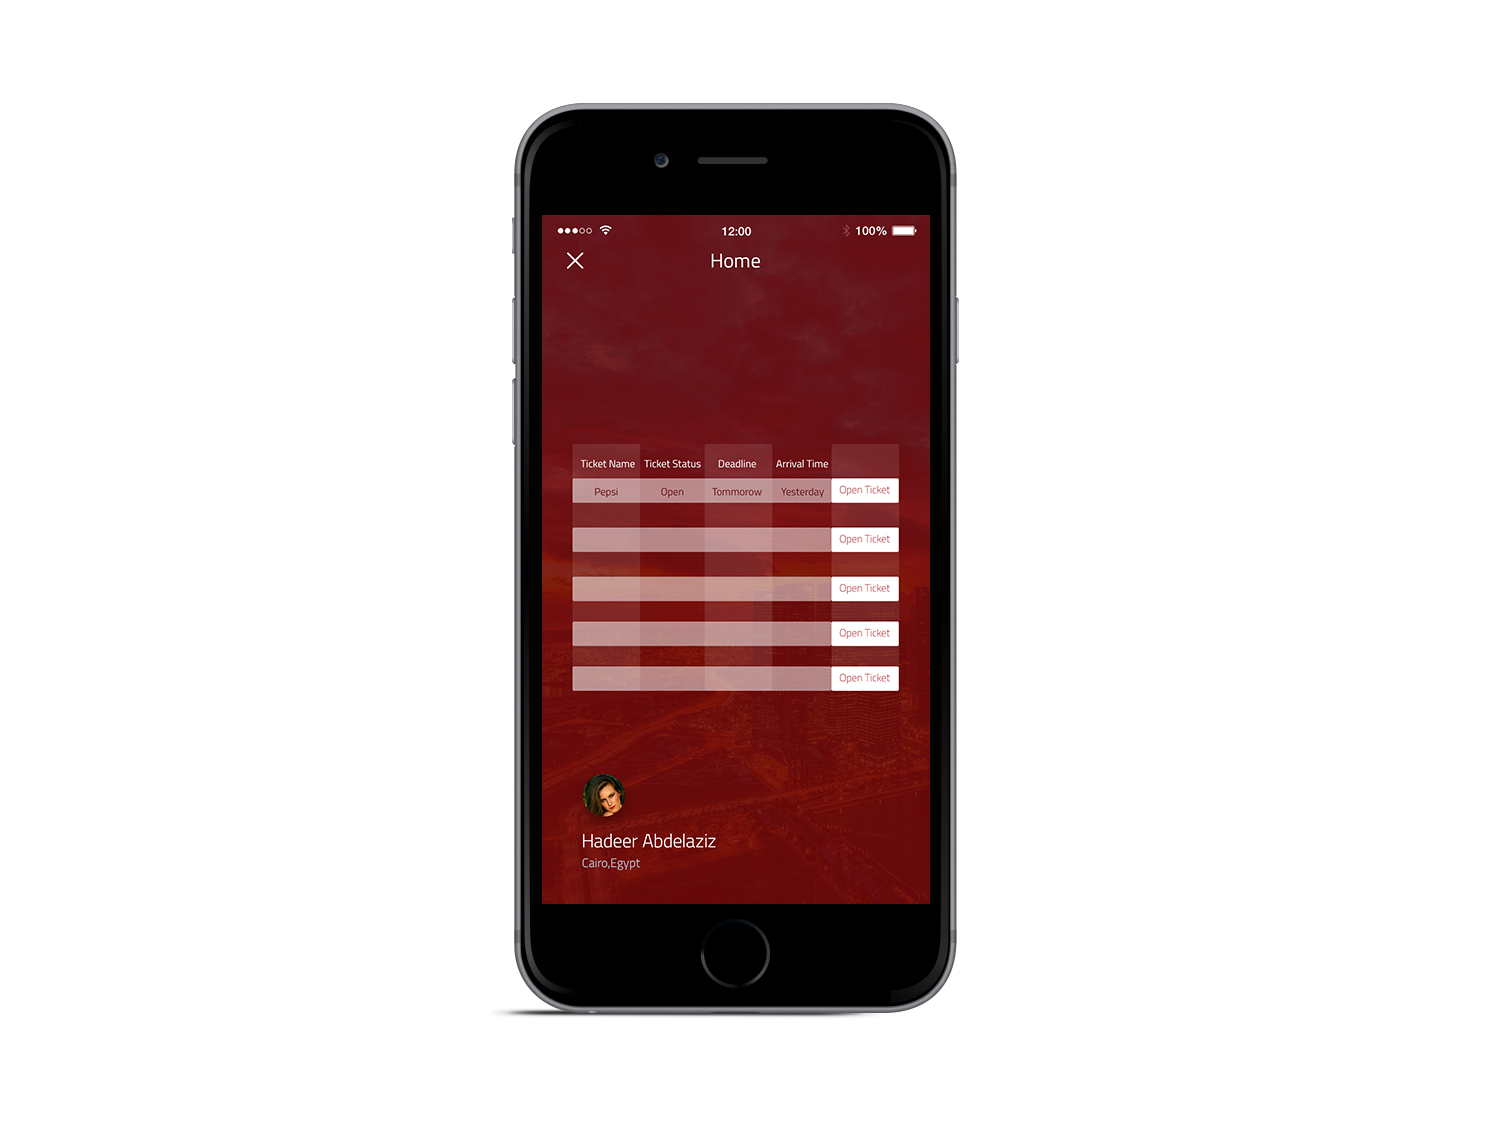 12:00 100%
Home
Ticket Name Ticket Status Deadline Arrival Time
Pepsi Open Tommorow Yesterday Open Ticket
Open Ticket
Open Ticket
Open Ticket
Open Ticket
Hadeer Abdelaziz
Cairo,Egypt